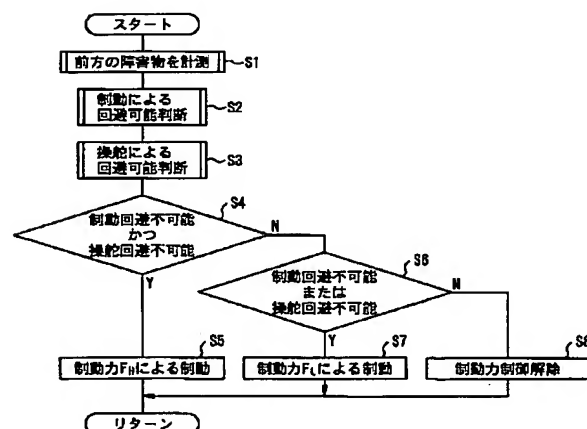 スタート
前方の障害物を計測
S1
制動による
回避可能判断
S2
操舵による
回避可能判断
S3
S4
制動回避不可能
かつ
操舵回避不可能
N
Y
S6
制動回避不可能
または
操舵回避不可能
N
Y
S5
制動力FHによる制動
S7
制動力FLによる制動
S8
制動力制御解除
リターン